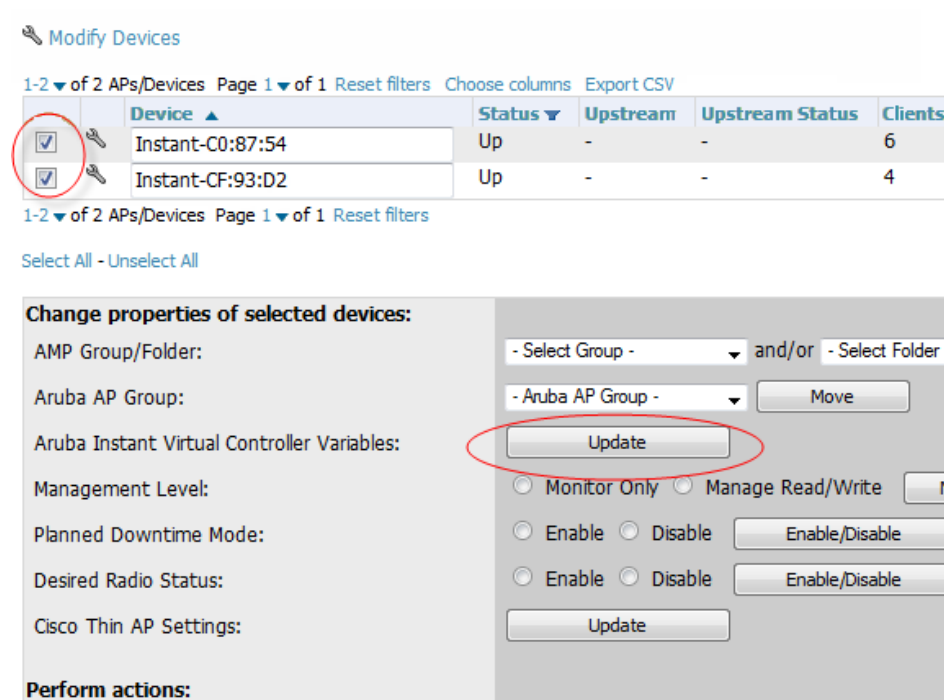 Modify Devices
1-2 of 2 APs/Devices Page 1 of 1 Reset filters Choose columns Export CSV
Device Status Upstream Upstream Status Clients
Instant-C0:87:54 Up - - 6
Instant-CF:93:D2 Up - - 4
1-2 of 2 APs/Devices Page 1 of 1 Reset filters
Select All - Unselect All
Change properties of selected devices:
AMP Group/Folder: - Select Group - and/or - Select Folder
Aruba AP Group: - Aruba AP Group - Move
Aruba Instant Virtual Controller Variables: Update
Management Level: Monitor Only Manage Read/Write
Planned Downtime Mode: Enable Disable Enable/Disable
Desired Radio Status: Enable Disable Enable/Disable
Cisco Thin AP Settings: Update
Perform actions: